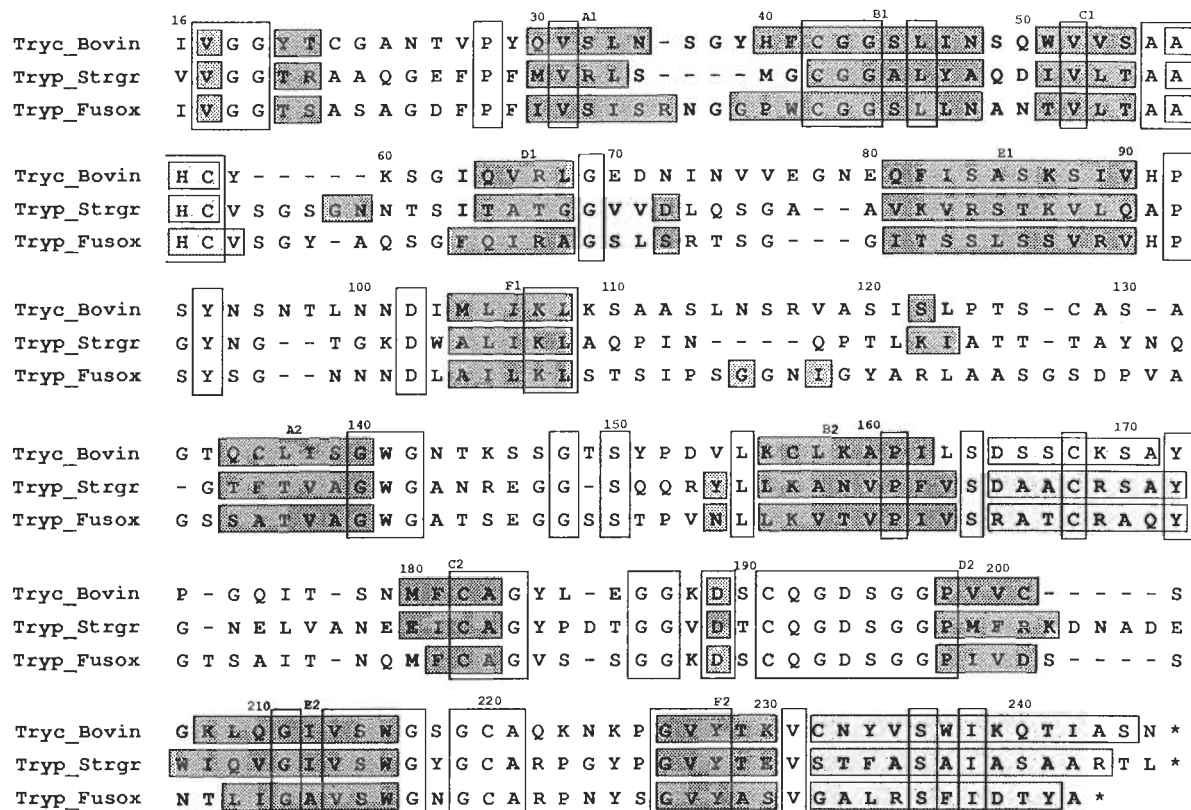 16 30 A1 40 B1 50 C1
Tryc_Bovin I V G G Y T C G A N T V P Y Q V S L N - S G Y H F C G G S L I N S Q W V V S A A
Tryp_Strgr V V G G T R A A Q G E F P F M V R L S - - - - M G C G G A L Y A Q D I V L T A A
Tryp_Fusox I V G G T S A S A G D F P F I V S I S R N G G P W C G G S L L N A N T V L T A A
60 D1 70 80 E1 90
Tryc_Bovin H C Y - - - - - K S G I Q V R L G E D N I N V V E G N E Q F I S A S K S I V H P
Tryp_Strgr H C V S G S G N N T S I T A T G G V V D L Q S G A - A V K V R S T K V L Q A P
Tryp_Fusox H C V S G Y - A Q S G F Q I R A G S L S R T S G - - - G I T S S L S S V R V H P
100 F1 110 120 130
Tryc_Bovin S Y N S N T L N N D I M L I K L K S A A S L N S R V A S I S L P T S - C A S - A
Tryp_Strgr G Y N G - - T G K D W A L I K L A Q P I N - - - - Q P T L K I A T T - T A Y N Q
Tryp_Fusox S Y S G - - N N N D L A I L K L S T S I P S G G N I G Y A R L A A S G S D P V A
A2 140 150 B2 160 170
Tryc_Bovin G T Q C L I S G W G N T K S S G T S Y P D V L K C L K A P I L S D S S C K S A Y
Tryp_Strgr - G T F T V A G W G A N R E G G - S Q Q R Y L L K A N V P F V S D A A C R S A Y
Tryp_Fusox G S S A T V A G W G A T S E G G S S T P V N L L K V T V P I V S R A T C R A Q Y
180 C2 190 D2 200
Tryc_Bovin P - G Q I T - S N M F C A G Y L - E G G K D S C Q G D S G G P V V C - - - - S
Tryp_Strgr G - N E L V A N E E I C A G Y P D T G G V D T C Q G D S G G P M F R K D N A D E
Tryp_Fusox G T S A I T - N Q M F C A G V S - S G G K D S C Q G D S G G P I V D S - - - - S
210 E2 220 F2 230 240
Tryc_Bovin G K L Q G I V S W G S G C A Q K N K P G V Y T K V C N Y V S W I K Q T I A S N *
Tryp_Strgr W I Q V G I V S W G Y G C A R P G Y P G V Y T E V S T F A S A I A S A A R T L *
Tryp_Fusox N T L I G A V S W G N G C A R P N Y S G V Y A S V G A L R S F I D T Y A *